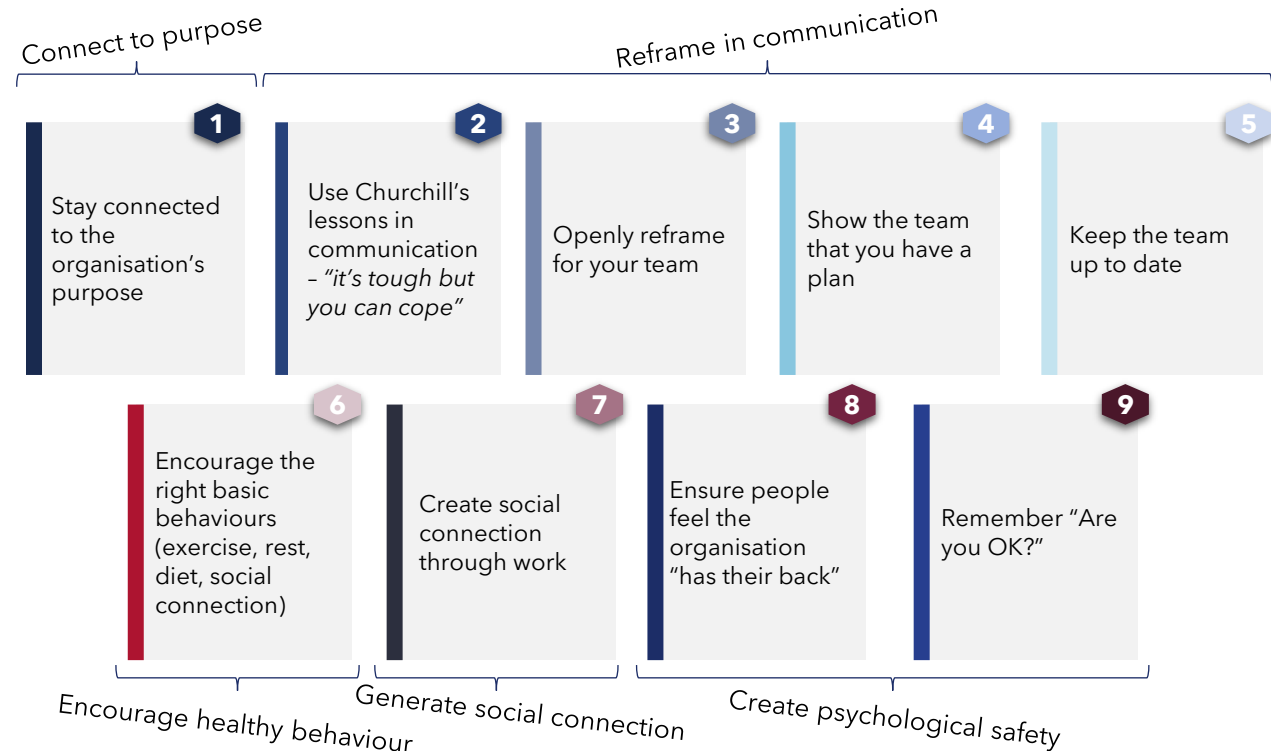 Connect to purpose
Reframe in communication
1
Stay connected
to the
organisation's
purpose
2
Use Churchill's
lessons in
communication
– "it's tough but
you can cope"
3
Openly reframe
for your team
4
Show the team
that you have a
plan
5
Keep the team
up to date
6
Encourage the
right basic
behaviours
(exercise, rest,
diet, social
connection)
7
Create social
connection
through work
8
Ensure people
feel the
organisation
"has their back"
9
Remember "Are
you OK?"
Encourage healthy behaviour
Generate social connection
Create psychological safety